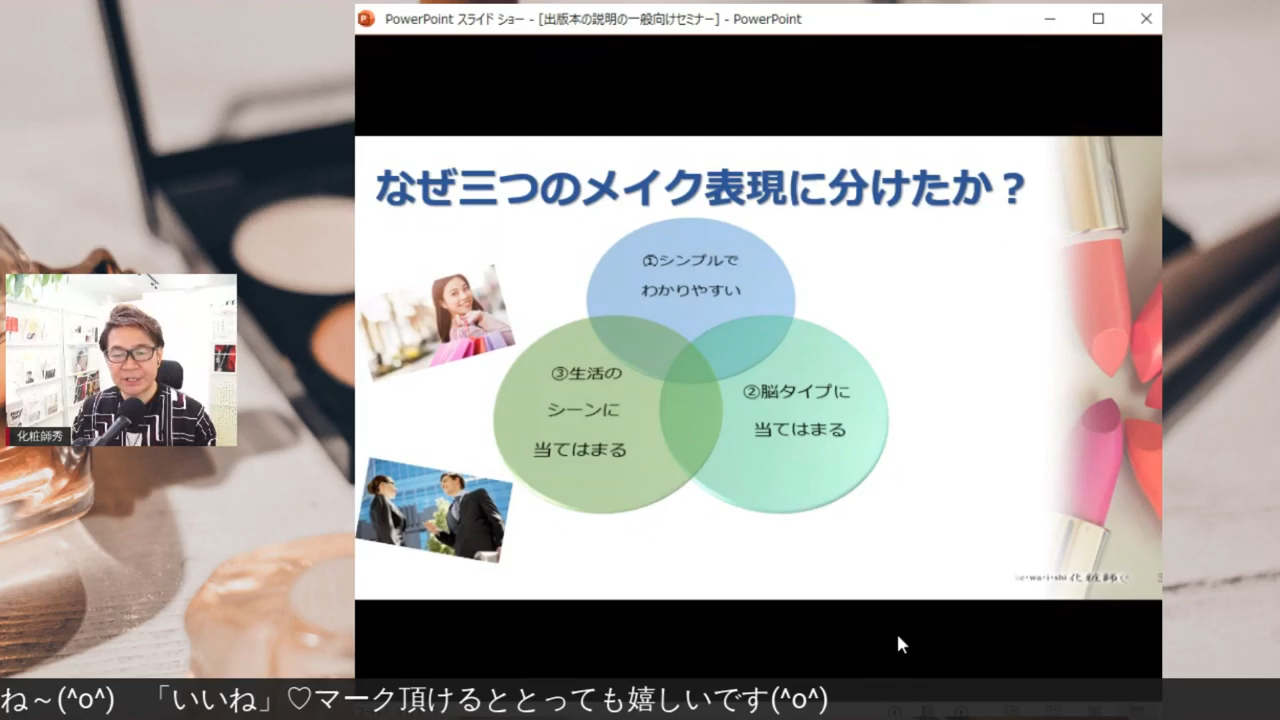 PowerPoint スライド ショー - [出版本の説明の一般向けセミナー] - PowerPoint
なぜ三つのメイク表現に分けたか？
①シンプルで
わかりやすい
③生活の
シーンに
当てはまる
②脳タイプに
当てはまる
化粧師秀
ね～(^o^) 「いいね」♡マーク頂けるととっても嬉しいです(^o^)